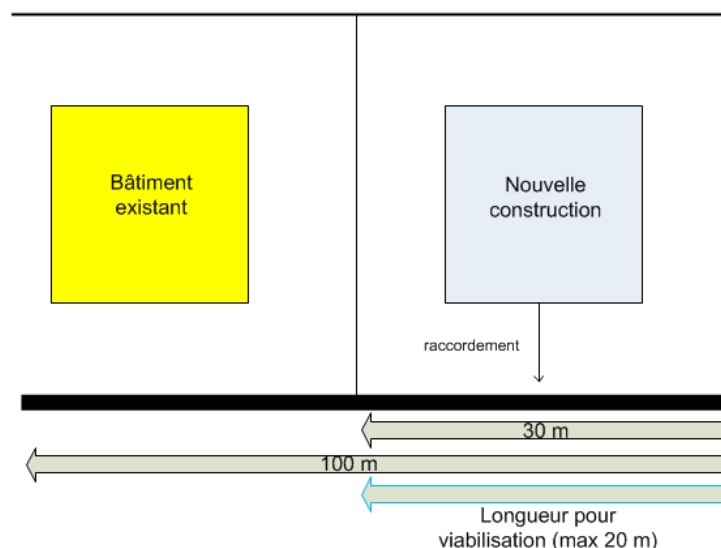 Bâtiment
existant
Nouvelle
construction
raccordement
30 m
100 m
Longueur pour
viabilisation (max 20 m)